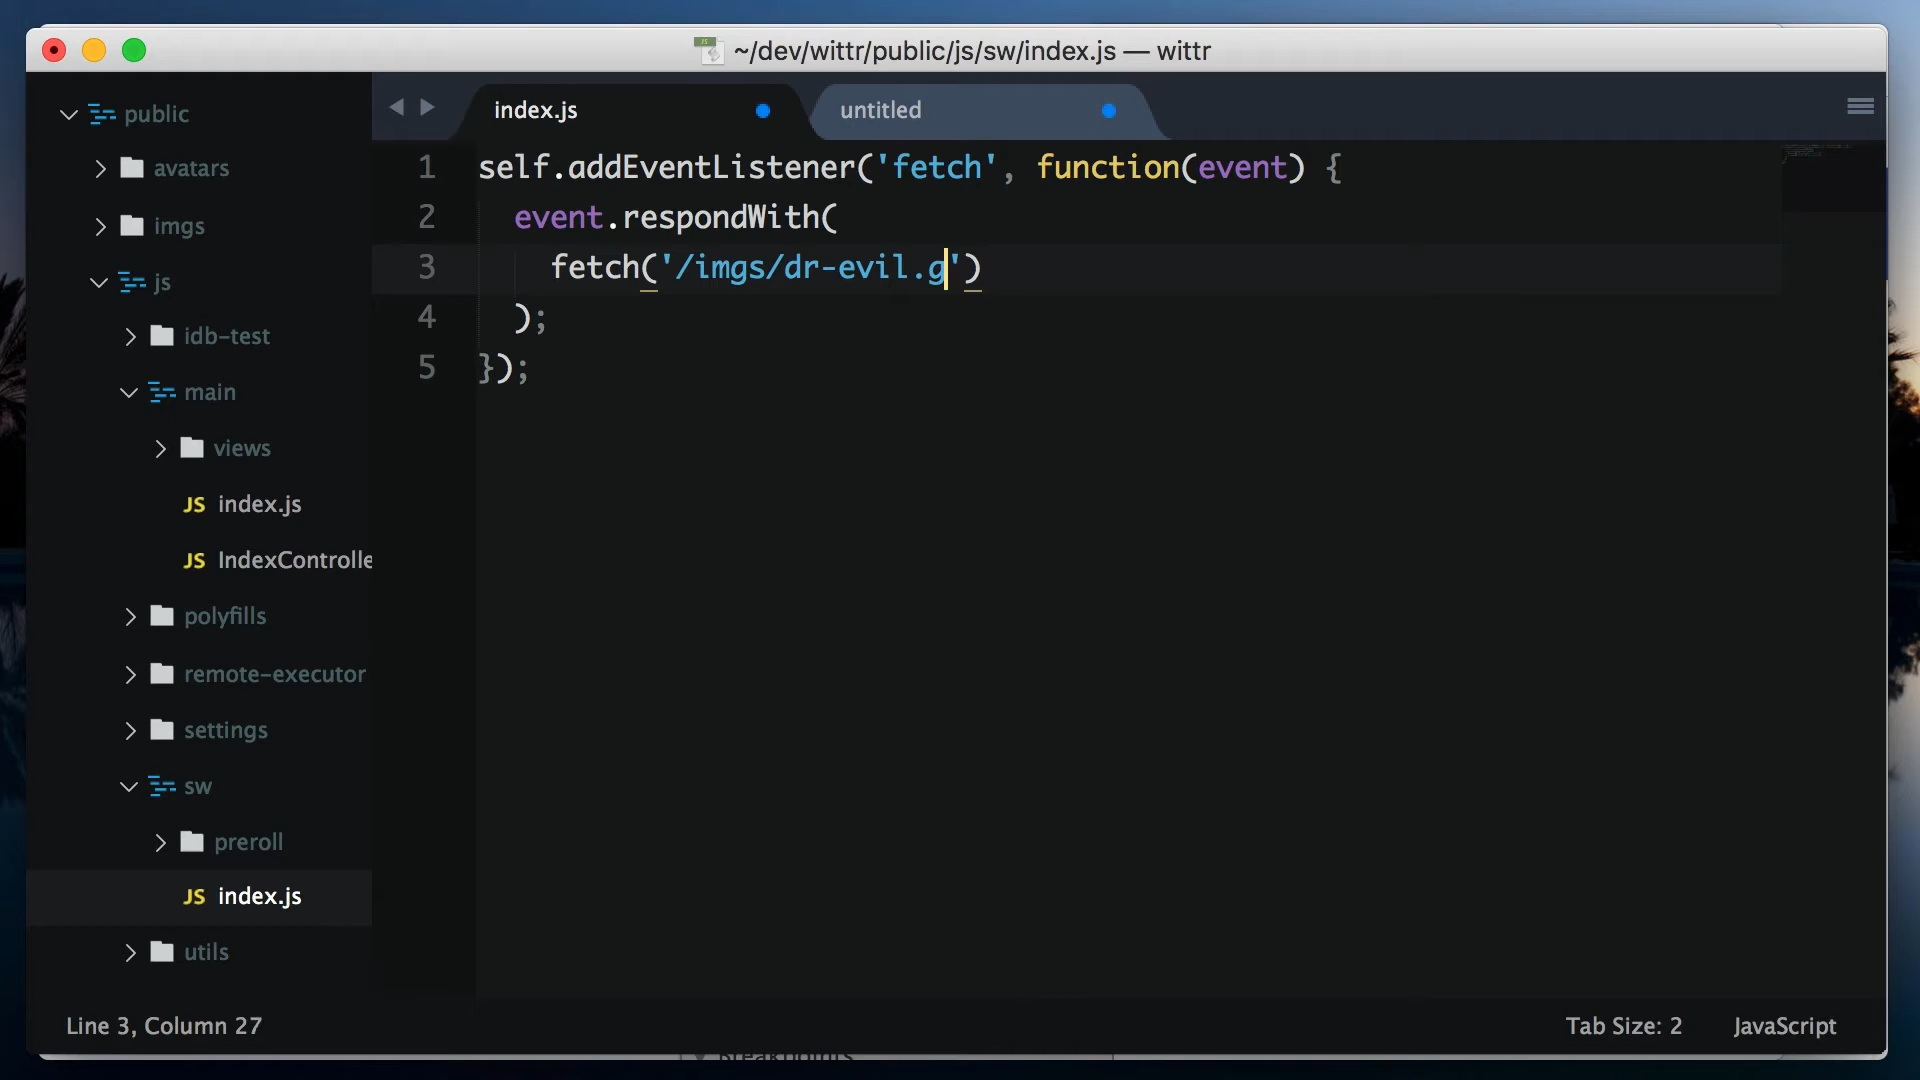 ~/dev/wittr/public/js/sw/index.js — wittr
public
avatars
imgs
js
idb-test
main
views
JS index.js
JS IndexControlle
polyfills
remote-executor
settings
sw
preroll
JS index.js
utils
index.js
untitled
1 self.addEventListener('fetch', function(event) {
2 event.respondWith(
3 fetch('/imgs/dr-evil.g')
4 );
5 });
Line 3, Column 27
Tab Size: 2
JavaScript